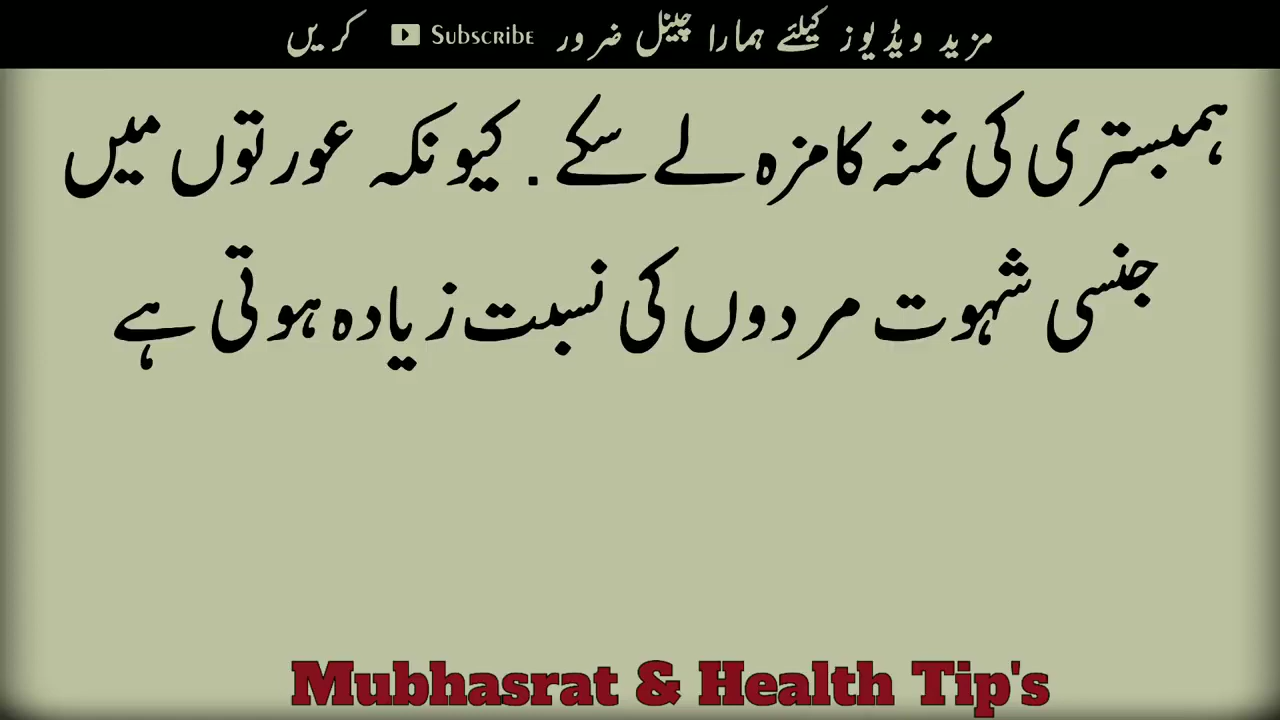 مزید ویڈیوز کیلئے ہمارا چینل ضرور Subscribe کریں
ہمبستری کی تمنہ کا مزہ لے سکے . کیونکہ عورتوں میں
جنسی شہوت مردوں کی نسبت زیادہ ہوتی ہے
Mubhasrat & Health Tip's